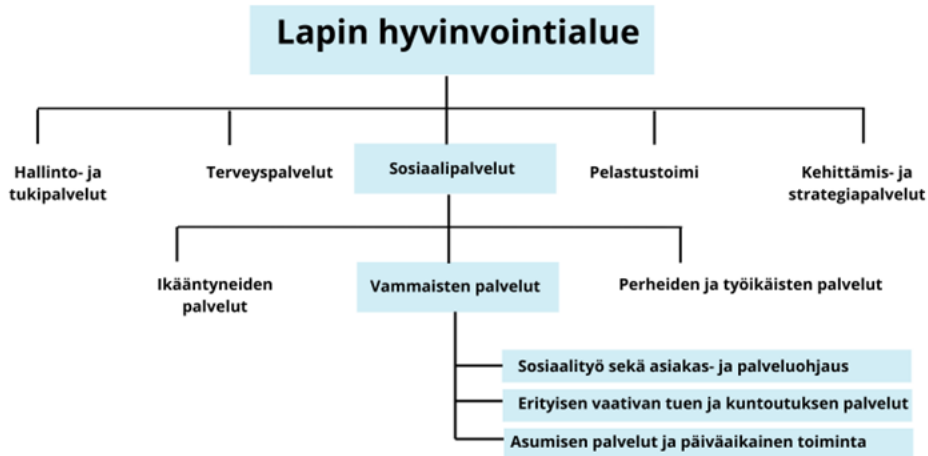 Lapin hyvinvointialue
Hallinto- ja
tukipalvelut
Terveyspalvelut
Sosiaalipalvelut
Pelastustoimi
Kehittämis- ja
strategiapalvelut
Ikääntyneiden
palvelut
Vammaisten palvelut
Perheiden ja työikäisten palvelut
Sosiaalityö sekä asiakas- ja palveluohjaus
Erityisen vaativan tuen ja kuntoutuksen palvelut
Asumisen palvelut ja päiväaikainen toiminta